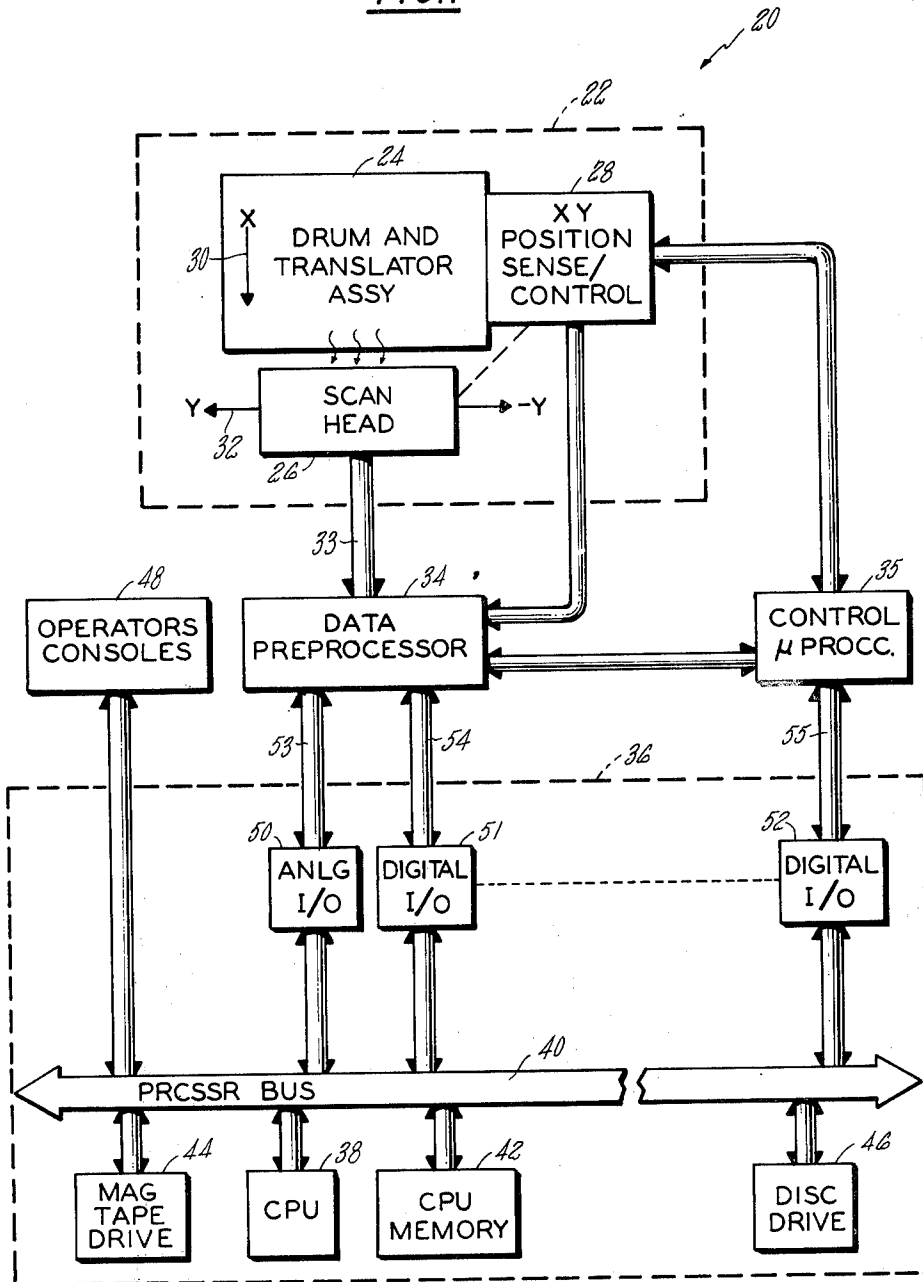 20
22
24
28
X
30
DRUM AND
TRANSLATOR
ASSY
XY
POSITION
SENSE/
CONTROL
Y
32
SCAN
HEAD
-Y
26
33
48
34
35
OPERATORS
CONSOLES
DATA
PREPROCESSOR
CONTROL
μ PROCC.
53
54
55
36
50
51
52
ANLG
I/O
DIGITAL
I/O
DIGITAL
I/O
40
PRCSSR BUS
44
38
42
46
MAG
TAPE
DRIVE
CPU
CPU
MEMORY
DISC
DRIVE